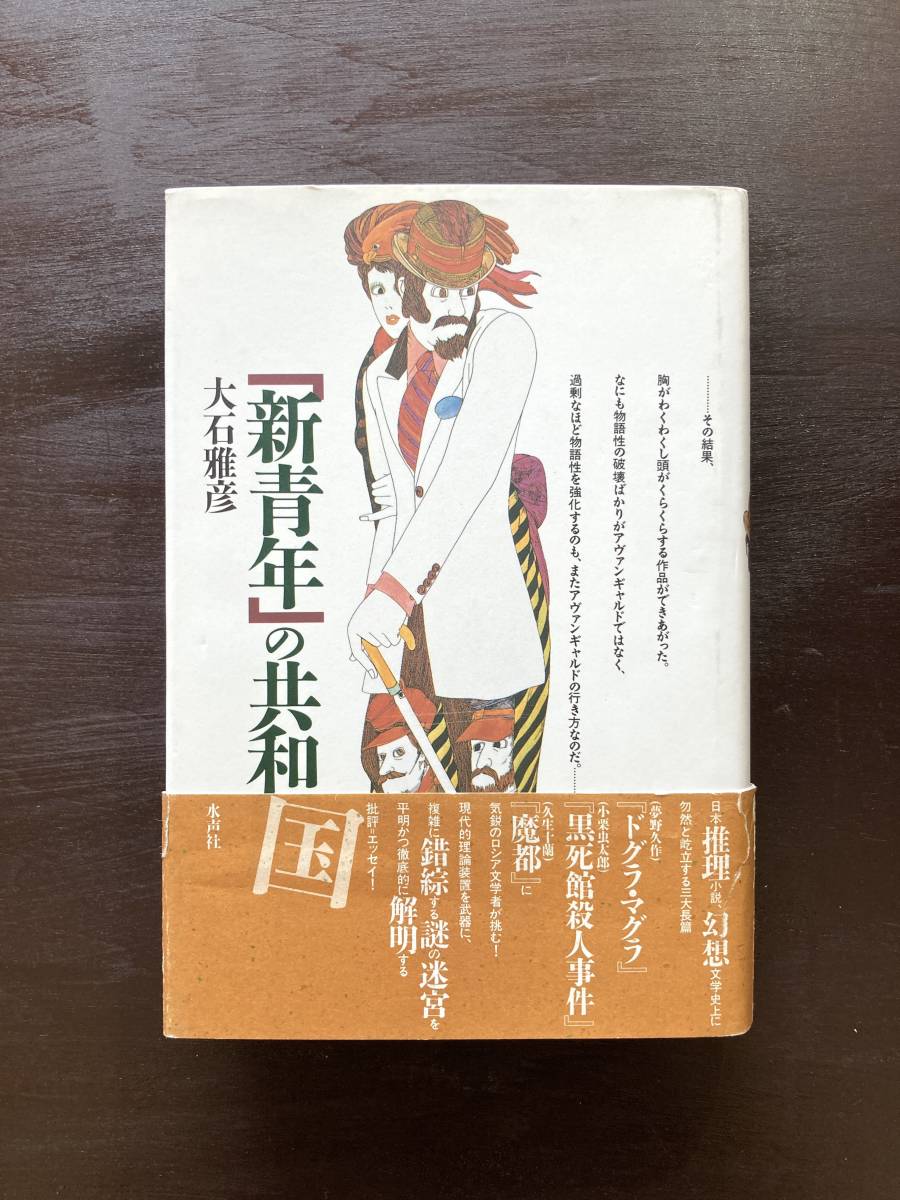 …………その結果、
胸がわくわくし頭がくらくらする作品ができあがった。
なにも物語性の破壊ばかりがアヴァンギャルドではなく、
過剰なほど物語性を強化するのも、またアヴァンギャルドの行き方なのだ。…………
『新青年』の共和国
大石雅彦
日本推理小説、幻想文学史上に
勿然と屹立する三大長篇
(夢野久作)
『ドグラ・マグラ』
(小栗虫太郎)
『黒死館殺人事件』
(久生十蘭)
『魔都』に
気鋭のロシア文学者が挑む!
現代的理論装置を武器に、
複雑に錯綜する謎の迷宮を
平明かつ徹底的に解明する
批評=エッセイ!
水声社